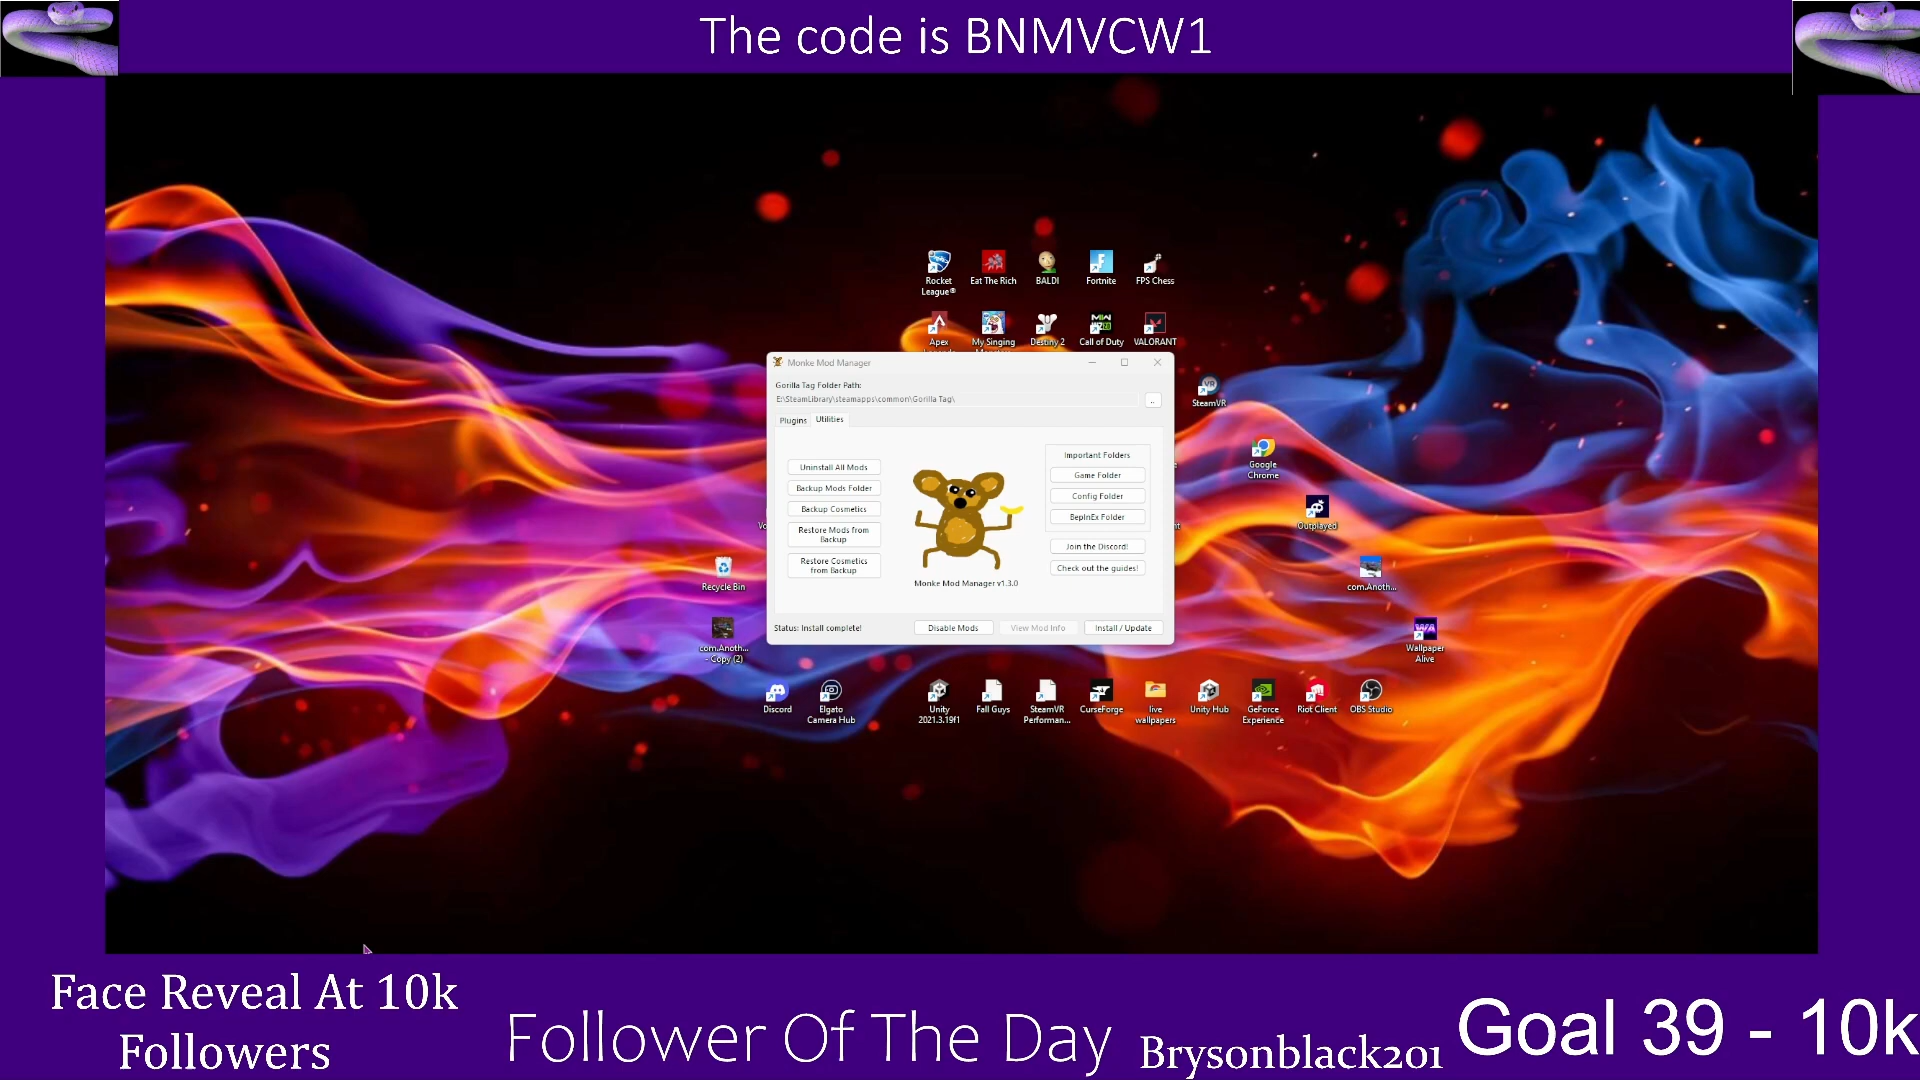 The code is BNMVCW1
Rocket League®
Eat The Rich
BALDI
Fortnite
FPS Chess
Apex
My Singing
Destiny 2
Call of Duty
VALORANT
Monke Mod Manager
Gorilla Tag Folder Path:
E:\SteamLibrary\steamapps\common\Gorilla Tag\
..
Plugins
Utilities
Uninstall All Mods
Backup Mods Folder
Backup Cosmetics
Restore Mods from
Backup
Restore Cosmetics
from Backup
Monke Mod Manager v1.3.0
Important Folders
Game Folder
Config Folder
BepInEx Folder
Join the Discord!
Check out the guides!
Status: Install complete!
Disable Mods
View Mod Info
Install / Update
VR
SteamVR
Google
Chrome
Outplayed
com.Anoth...
WA
Wallpaper
Alive
Recycle Bin
com.Anoth...
- Copy (2)
Discord
Elgato
Camera Hub
Unity
2021.3.19f1
Fall Guys
SteamVR
Performan...
CurseForge
live
wallpapers
Unity Hub
GeForce
Experience
Riot Client
OBS Studio
Face Reveal At 10k
Followers
Follower Of The Day
Brysonblack201
Goal 39 - 10k